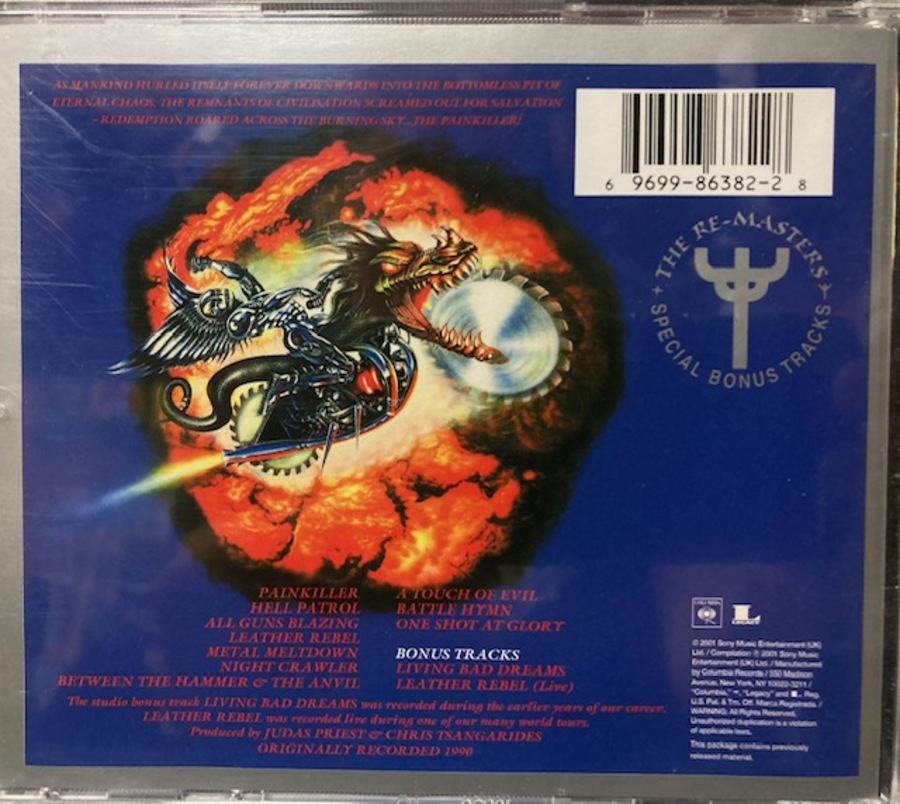 AS MANKIND HURLED ITSELF FOREVER DOWNWARDS INTO THE BOTTOMLESS PIT OF
ETERNAL CHAOS, THE REMNANTS OF CIVILISATION SCREAMED OUT FOR SALVATION
- REDEMPTION ROARED ACROSS THE BURNING SKY...THE PAINKILLER!
6 9699-86382-2 8
+ THE RE-MASTERS +
SPECIAL BONUS TRACKS
PAINKILLER
HELL PATROL
ALL GUNS BLAZING
LEATHER REBEL
METAL MELTDOWN
NIGHT CRAWLER
BETWEEN THE HAMMER & THE ANVIL
A TOUCH OF EVIL
BATTLE HYMN
ONE SHOT AT GLORY
BONUS TRACKS
LIVING BAD DREAMS
LEATHER REBEL (Live)
The studio bonus track LIVING BAD DREAMS was recorded during the earlier years of our career.
LEATHER REBEL was recorded live during one of our many world tours.
Produced by JUDAS PRIEST & CHRIS TSANGARIDES
ORIGINALLY RECORDED 1990
COLUMBIA
L
LEGACY
© 2001 Sony Music Entertainment (UK)
Ltd. / Compilation ℗ 2001 Sony Music
Entertainment (UK) Ltd. / Manufactured
by Columbia Records / 550 Madison
Avenue, New York, NY 10022-3211 /
"Columbia," "Legacy" and L Reg.
U.S. Pat. & Tm. Off. Marca Registrada. /
WARNING: All Rights Reserved.
Unauthorized duplication is a violation
of applicable laws.
This package contains previously
released material.